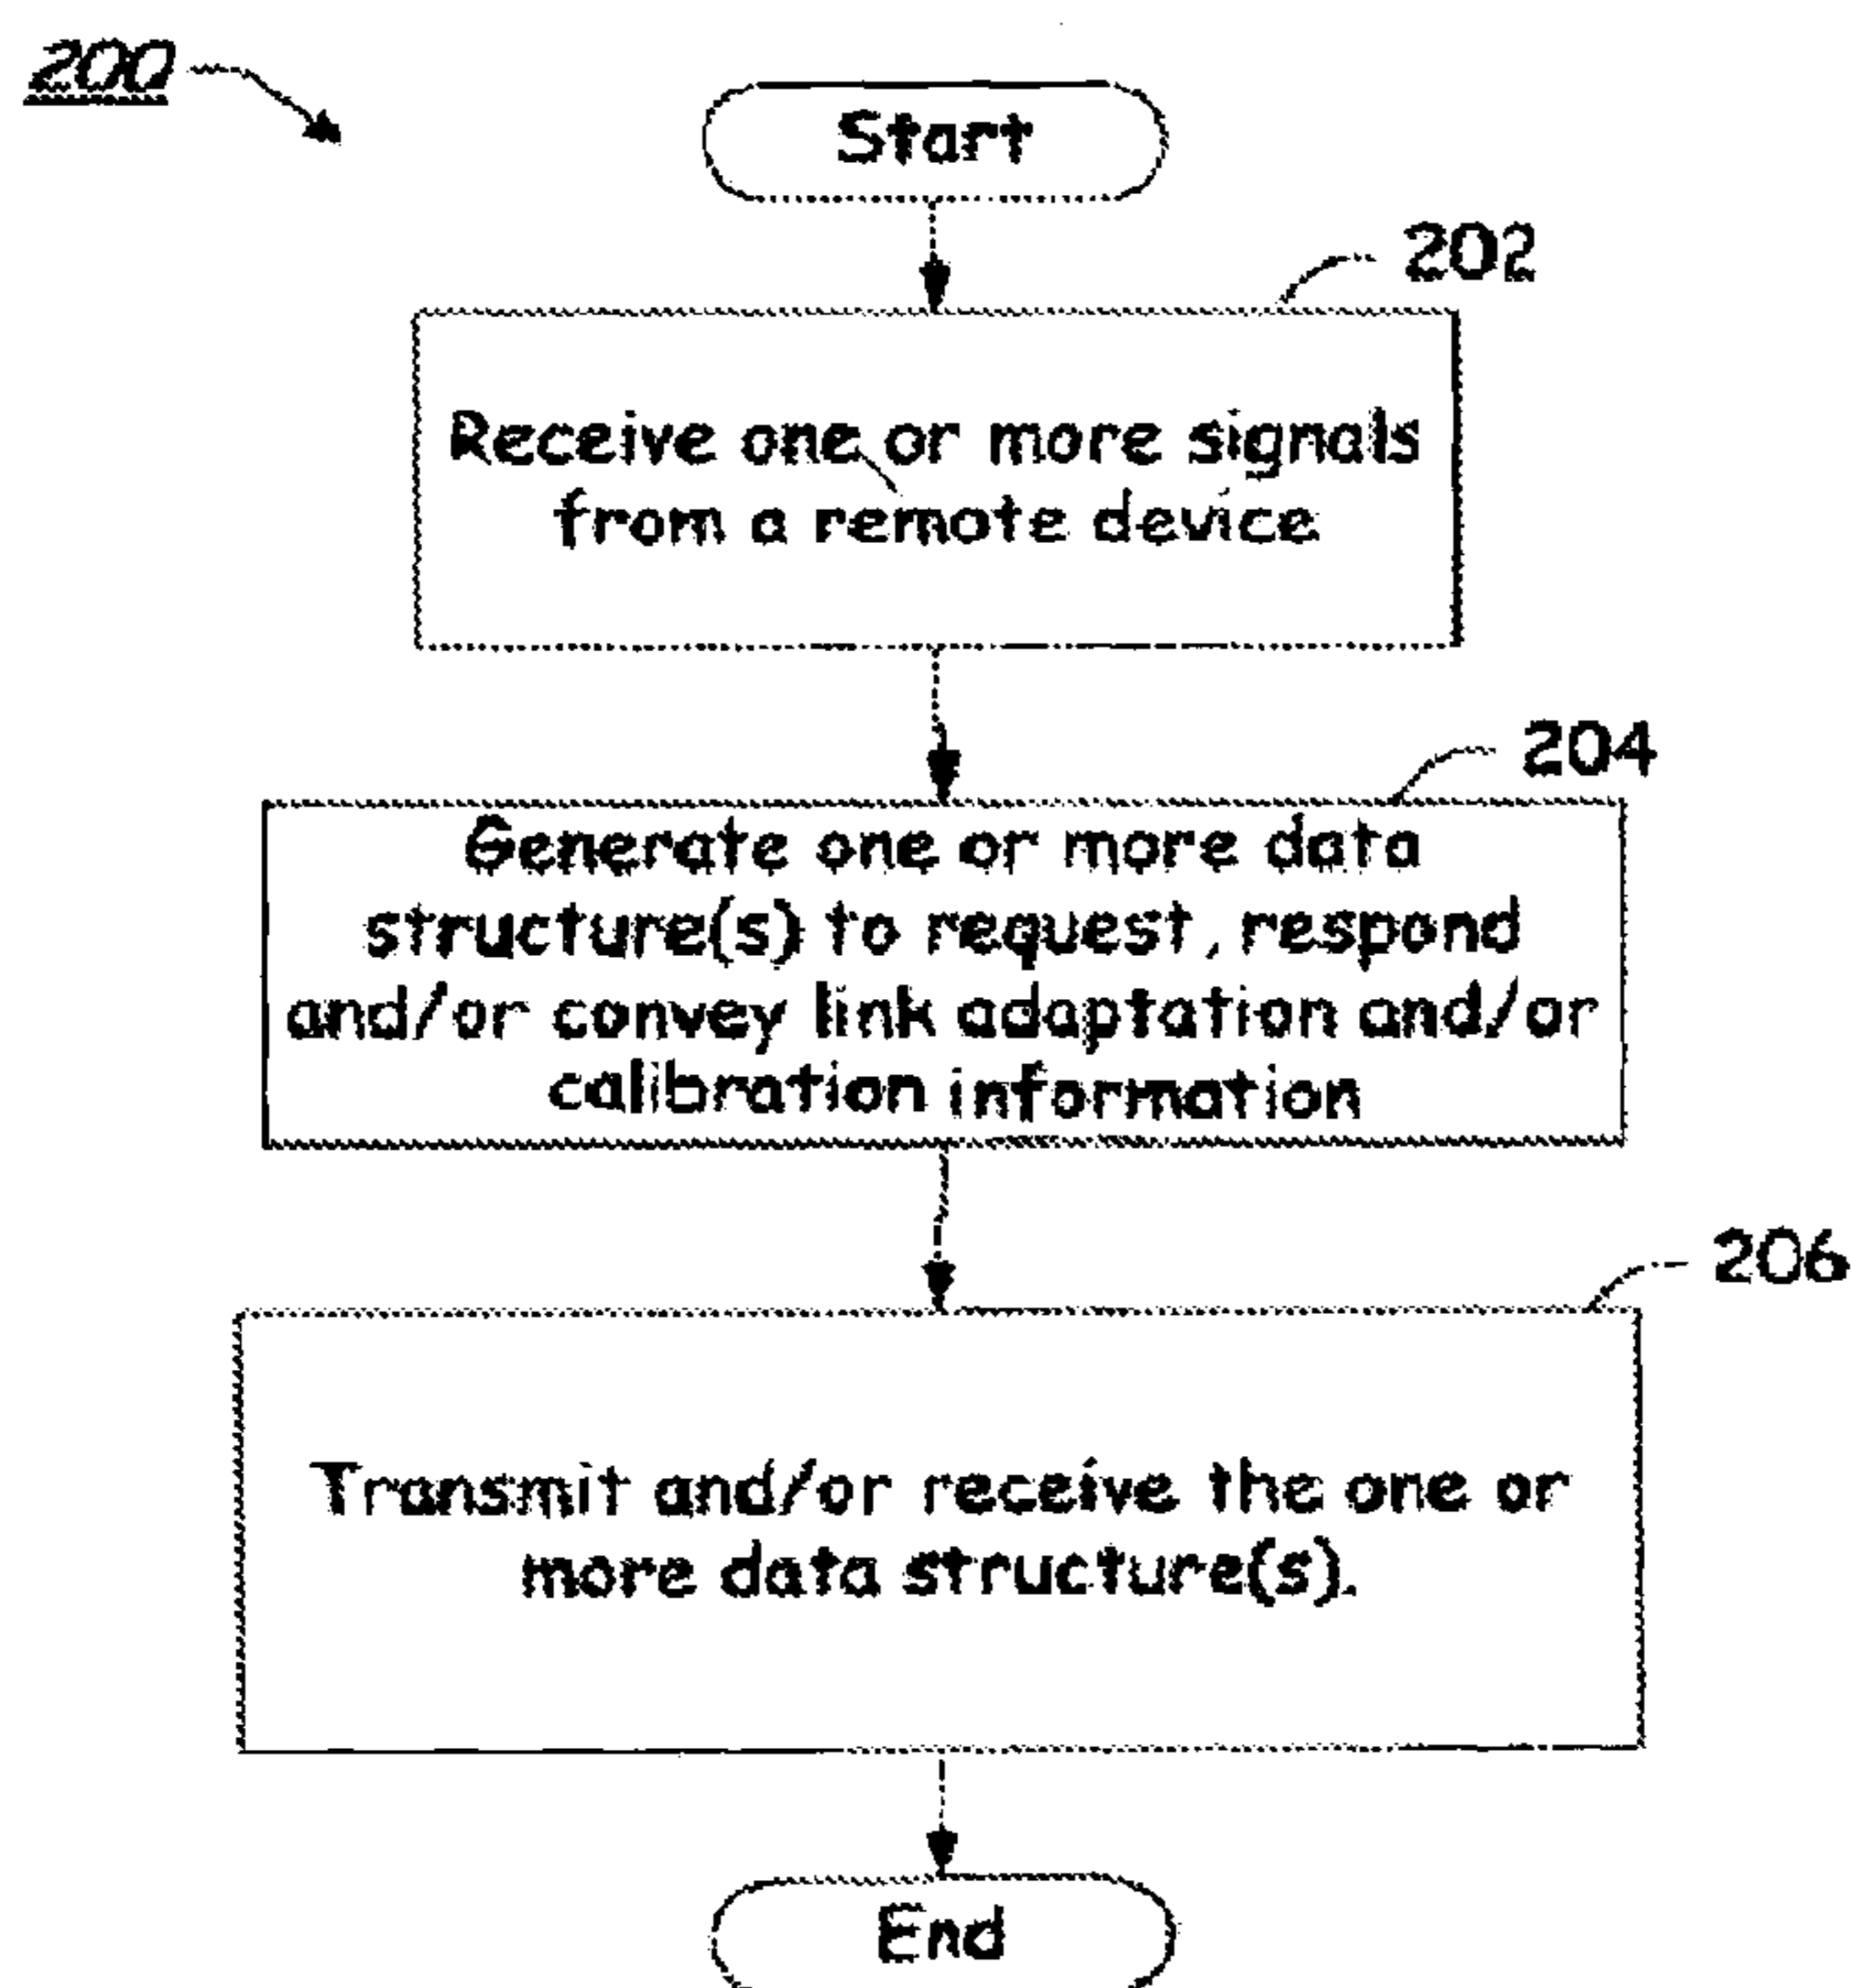 200
Start
202
Receive one or more signals
from a remote device
204
Generate one or more data
structure(s) to request, respond
and/or convey link adaptation and/or
calibration information
206
Transmit and/or receive the one or
more data structure(s).
End